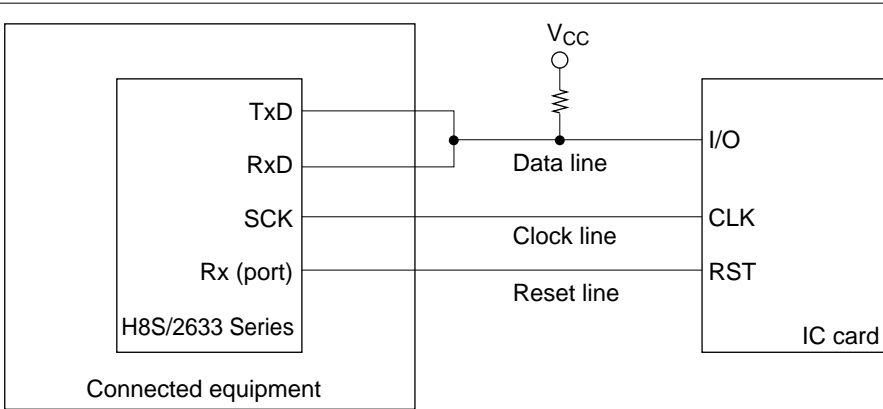 VCC
TxD
I/O
RxD
Data line
SCK
CLK
Clock line
Rx (port)
RST
Reset line
H8S/2633 Series
IC card
Connected equipment